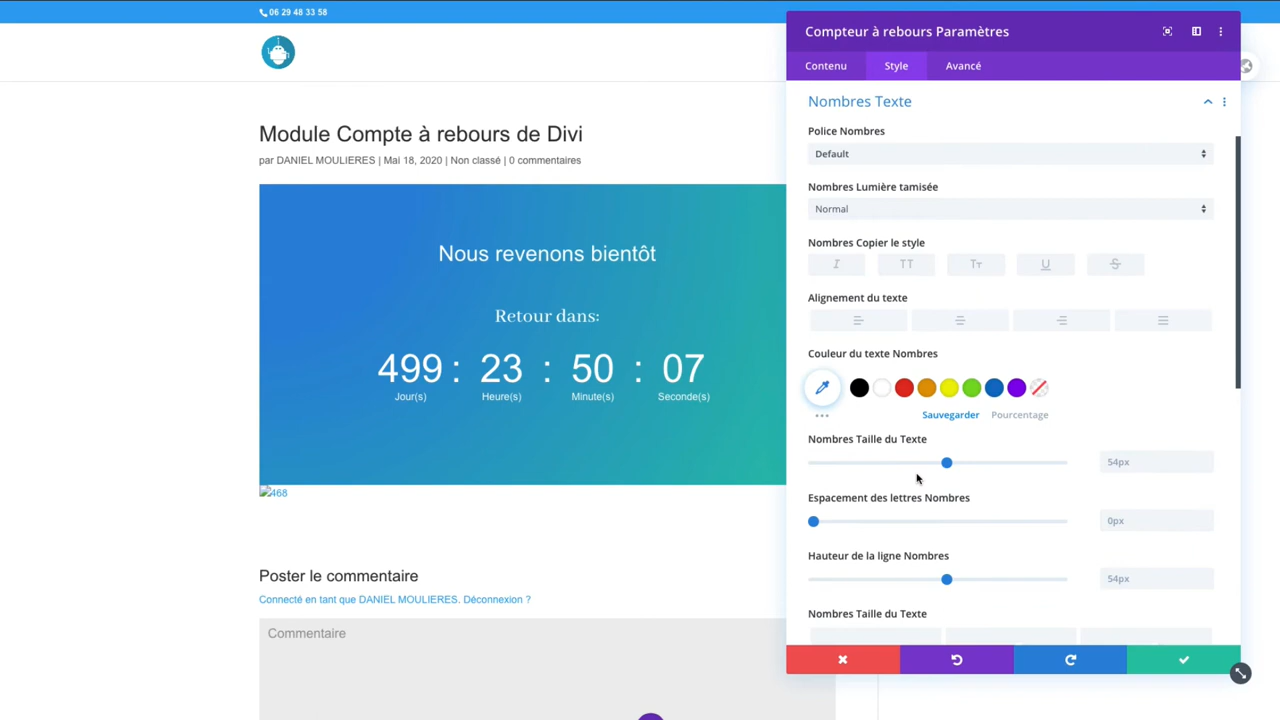 06 29 48 33 58
Module Compte à rebours de Divi
par DANIEL MOULIERES | Mai 18, 2020 | Non classé | 0 commentaires
Nous revenons bientôt
Retour dans:
499 : 23 : 50 : 07
Jour(s) Heure(s) Minute(s) Seconde(s)
468
Poster le commentaire
Connecté en tant que DANIEL MOULIERES. Déconnexion ?
Commentaire
Compteur à rebours Paramètres
Contenu Style Avancé
Nombres Texte
Police Nombres
Default
Nombres Lumière tamisée
Normal
Nombres Copier le style
I TT Tт U S
Alignement du texte
Couleur du texte Nombres
Sauvegarder Pourcentage
Nombres Taille du Texte
54px
Espacement des lettres Nombres
0px
Hauteur de la ligne Nombres
54px
Nombres Taille du Texte